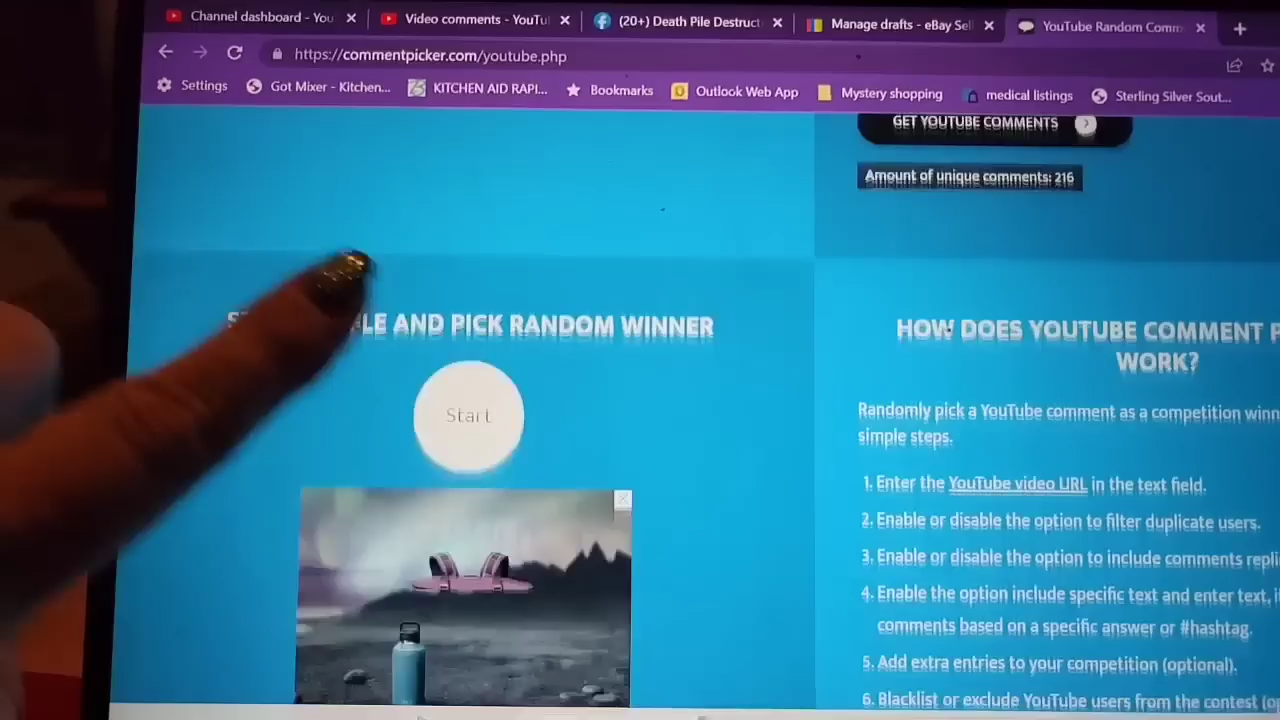 Channel dashboard - You
Video comments - YouTu
(20+) Death Pile Destruct
Manage drafts - eBay Sell
YouTube Random Comm
https://commentpicker.com/youtube.php
Settings
Got Mixer - Kitchen...
KITCHEN AID RAPI...
Bookmarks
Outlook Web App
Mystery shopping
medical listings
Sterling Silver Sout...
GET YOUTUBE COMMENTS
Amount of unique comments: 216
AND PICK RANDOM WINNER
Start
HOW DOES YOUTUBE COMMENT P
WORK?
Randomly pick a YouTube comment as a competition winn
simple steps.
1. Enter the YouTube video URL in the text field.
2. Enable or disable the option to filter duplicate users.
3. Enable or disable the option to include comments repli
4. Enable the option include specific text and enter text, i
comments based on a specific answer or #hashtag.
5. Add extra entries to your competition (optional).
6. Blacklist or exclude YouTube users from the contest (o